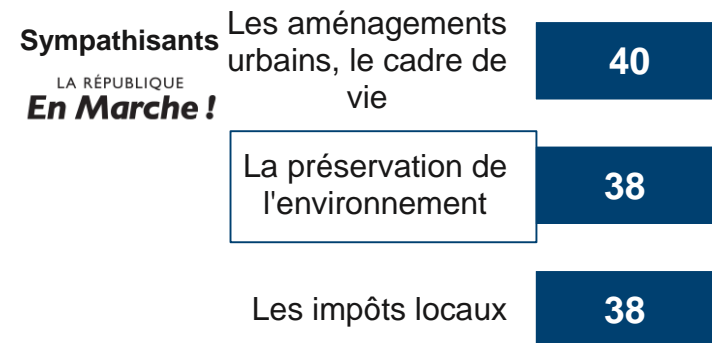 Sympathisants
LA RÉPUBLIQUE
En Marche !
Les aménagements
urbains, le cadre de
vie
40
La préservation de
l'environnement
38
Les impôts locaux
38